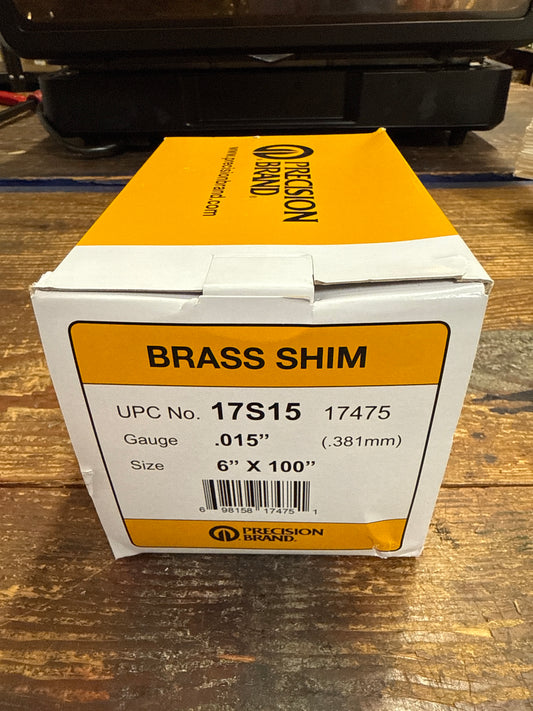 PRECISION
BRAND®
www.precisionbrand.com
BRASS SHIM
UPC No. 17S15 17475
Gauge .015” (.381mm)
Size 6” X 100”
6 98158 17475 1
PRECISION
BRAND.